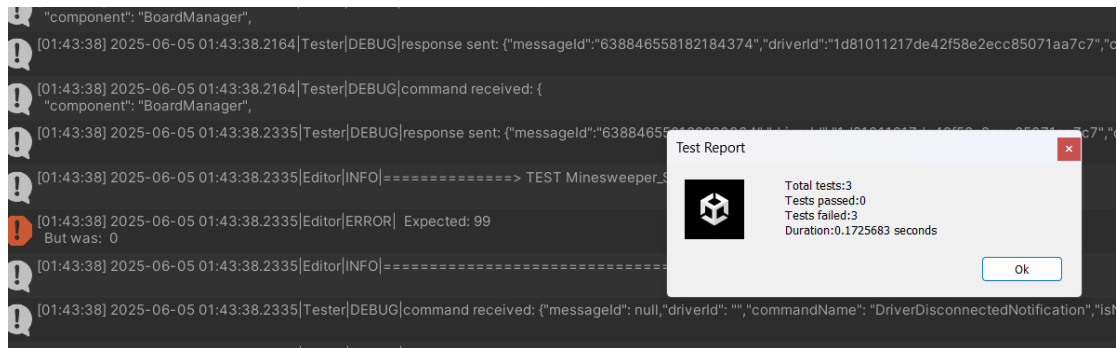 "component": "BoardManager",
[01:43:38] 2025-06-05 01:43:38.2164|Tester|DEBUG|response sent: {"messageId":"638846558182184374","driverId":"1d81011217de42f58e2ecc85071aa7c7","c
[01:43:38] 2025-06-05 01:43:38.2164|Tester|DEBUG|command received: {
"component": "BoardManager",
[01:43:38] 2025-06-05 01:43:38.2335|Tester|DEBUG|response sent: {"messageId":"6388465
Test Report
[01:43:38] 2025-06-05 01:43:38.2335|Editor|INFO|==============> TEST Minesweeper_
Total tests:3
Tests passed:0
Tests failed:3
Duration:0.1725683 seconds
[01:43:38] 2025-06-05 01:43:38.2335|Editor|ERROR| Expected: 99
But was: 0
[01:43:38] 2025-06-05 01:43:38.2335|Editor|INFO|===============================
Ok
[01:43:38] 2025-06-05 01:43:38.2335|Tester|DEBUG|command received: {"messageId": null,"driverId": "","commandName": "DriverDisconnectedNotification","isN